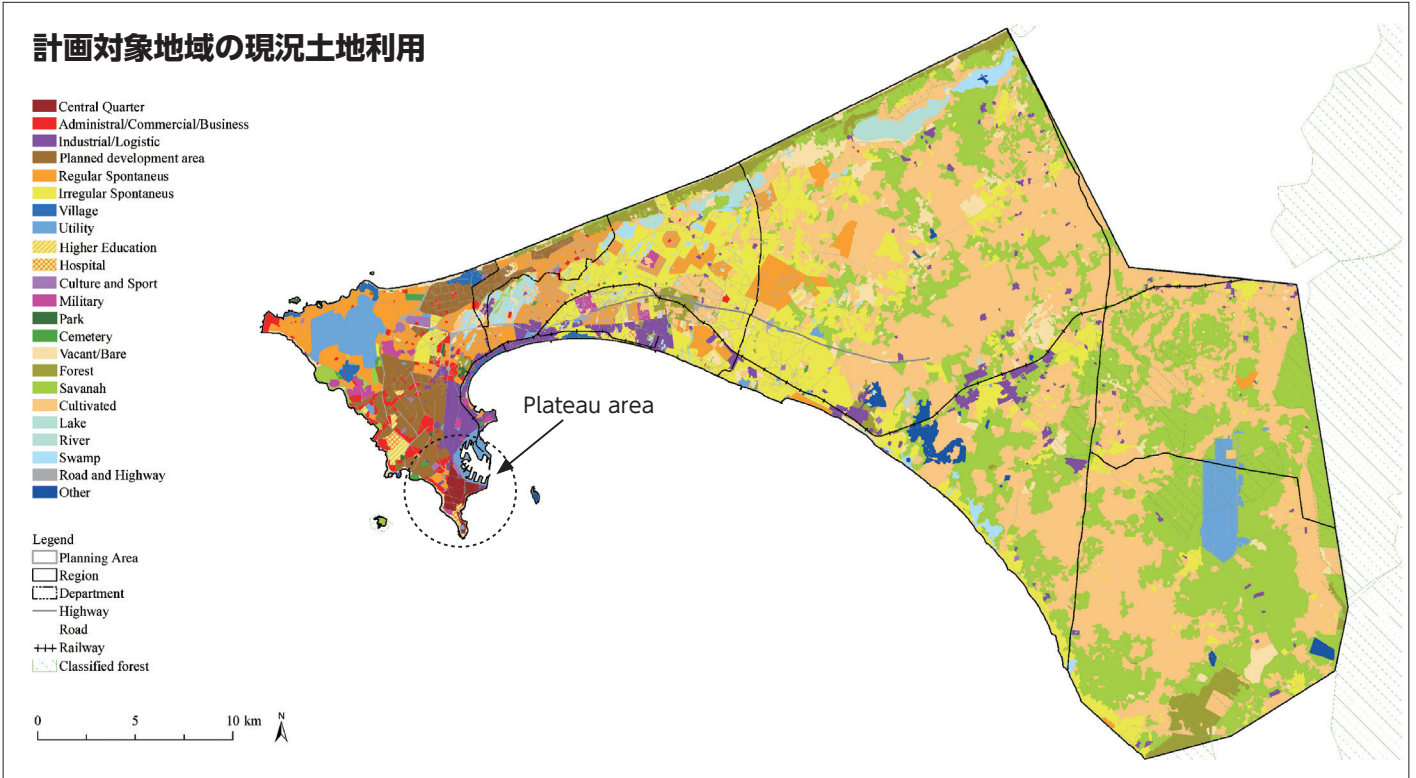 計画対象地域の現況土地利用
Central Quarter
Administral/Commercial/Business
Industrial/Logistic
Planned development area
Regular Spontaneus
Irregular Spontaneus
Village
Utility
Higher Education
Hospital
Culture and Sport
Military
Park
Cemetery
Vacant/Bare
Forest
Savanah
Cultivated
Lake
River
Swamp
Road and Highway
Other
Legend
Planning Area
Region
Department
Highway
Road
Railway
Classified forest
0 5 10 km
N
Plateau area